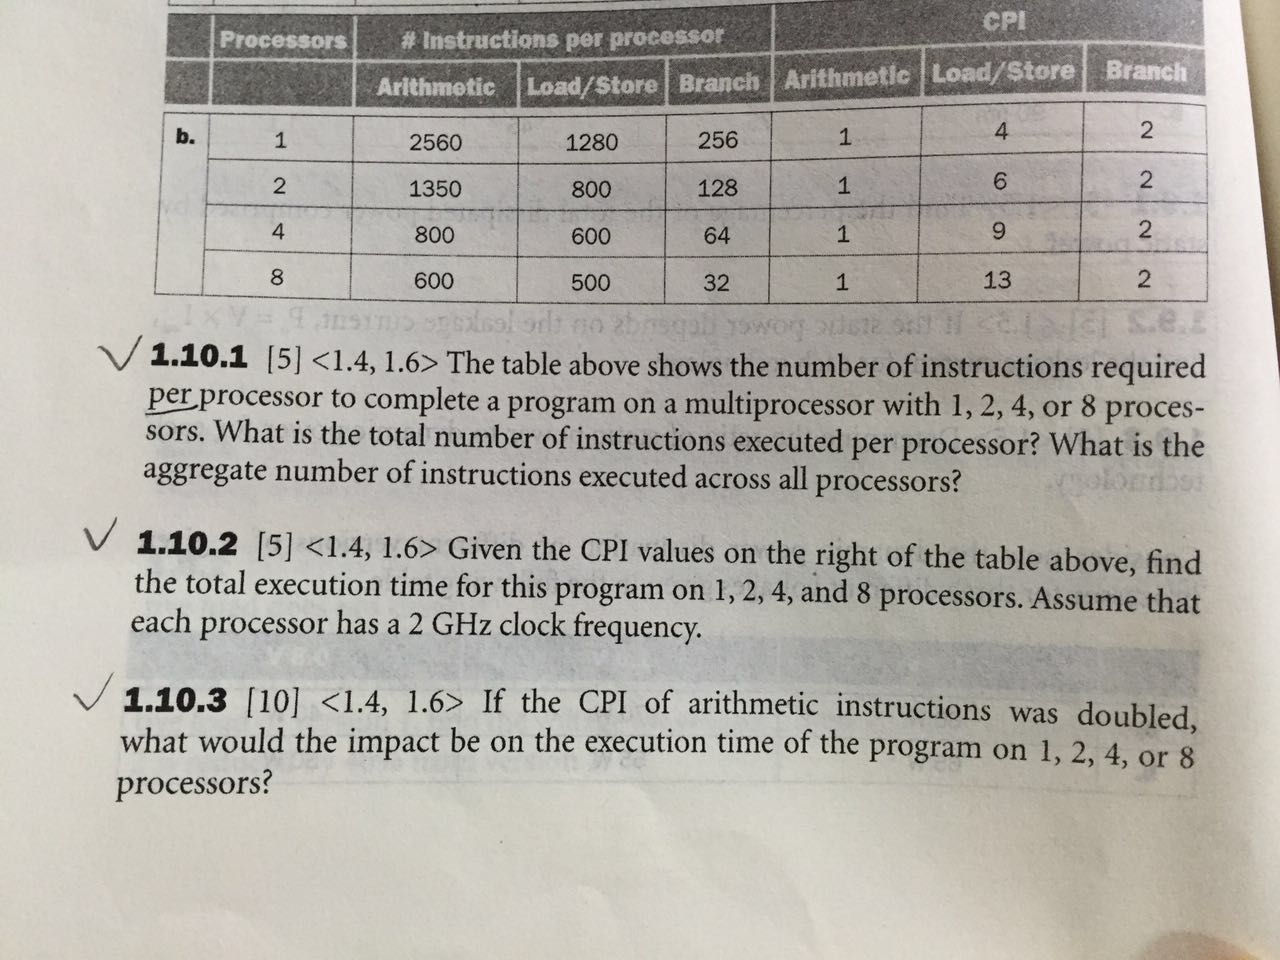 Processors # Instructions per processor CPI
Arithmetic Load/Store Branch Arithmetic Load/Store Branch
b. 1 2560 1280 256 1 4 2
2 1350 800 128 1 6 2
4 800 600 64 1 9 2
8 600 500 32 1 13 2
1.10.1 [5] <1.4, 1.6> The table above shows the number of instructions required
per processor to complete a program on a multiprocessor with 1, 2, 4, or 8 proces-
sors. What is the total number of instructions executed per processor? What is the
aggregate number of instructions executed across all processors?
1.10.2 [5] <1.4, 1.6> Given the CPI values on the right of the table above, find
the total execution time for this program on 1, 2, 4, and 8 processors. Assume that
each processor has a 2 GHz clock frequency.
1.10.3 [10] <1.4, 1.6> If the CPI of arithmetic instructions was doubled,
what would the impact be on the execution time of the program on 1, 2, 4, or 8
processors?